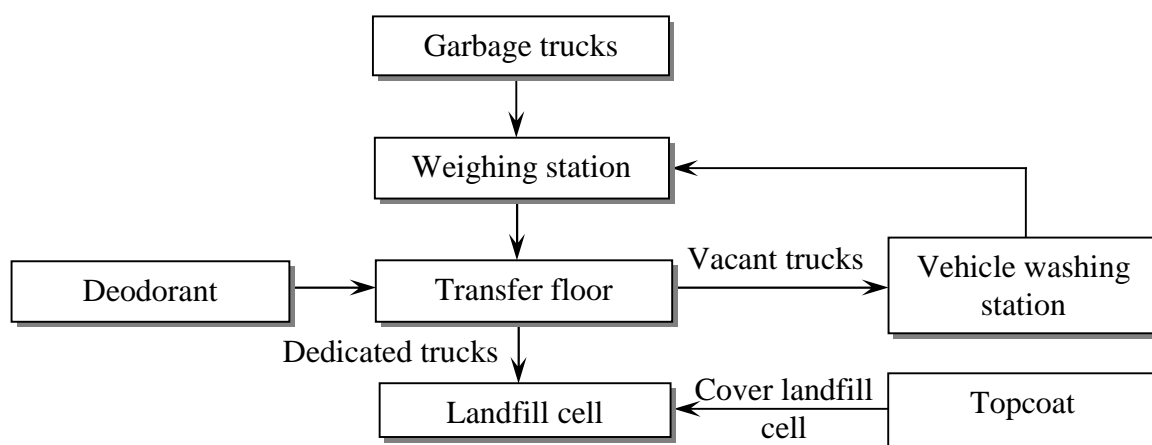 Garbage trucks
Weighing station
Vacant trucks
Vehicle washing
station
Deodorant
Transfer floor
Dedicated trucks
Cover landfill
cell
Landfill cell
Topcoat